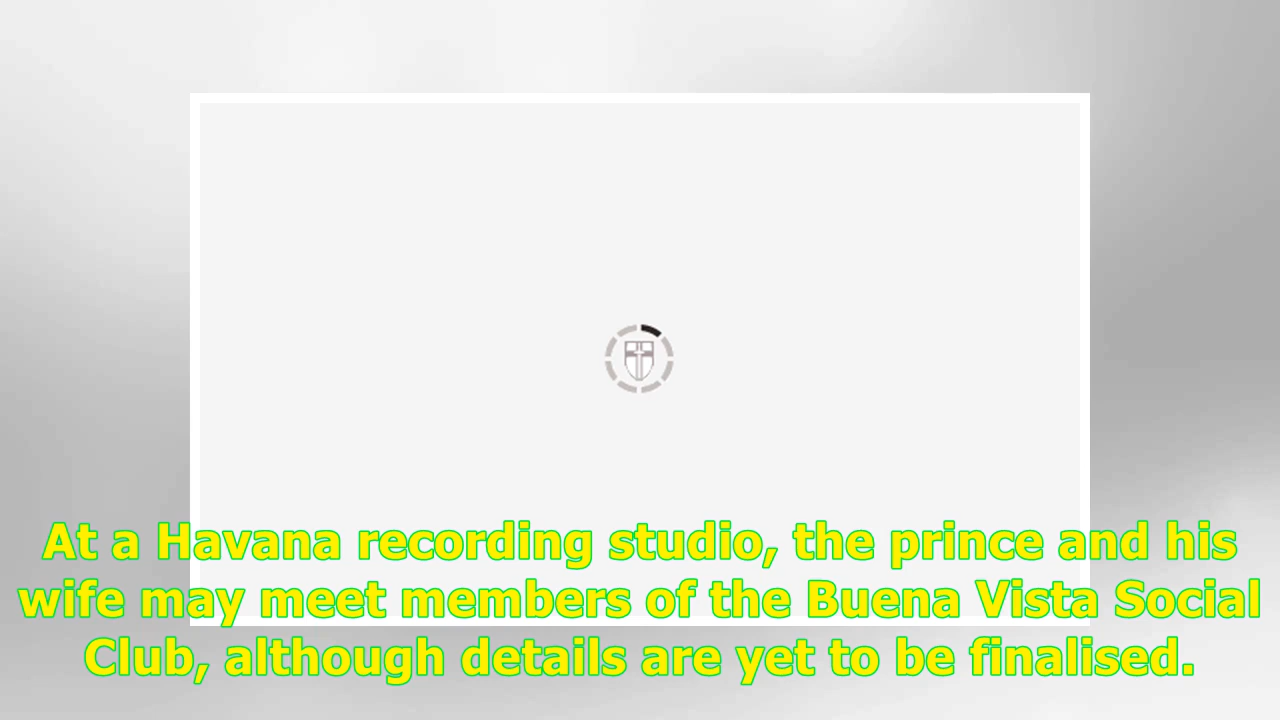 At a Havana recording studio, the prince and his
wife may meet members of the Buena Vista Social
Club, although details are yet to be finalised.